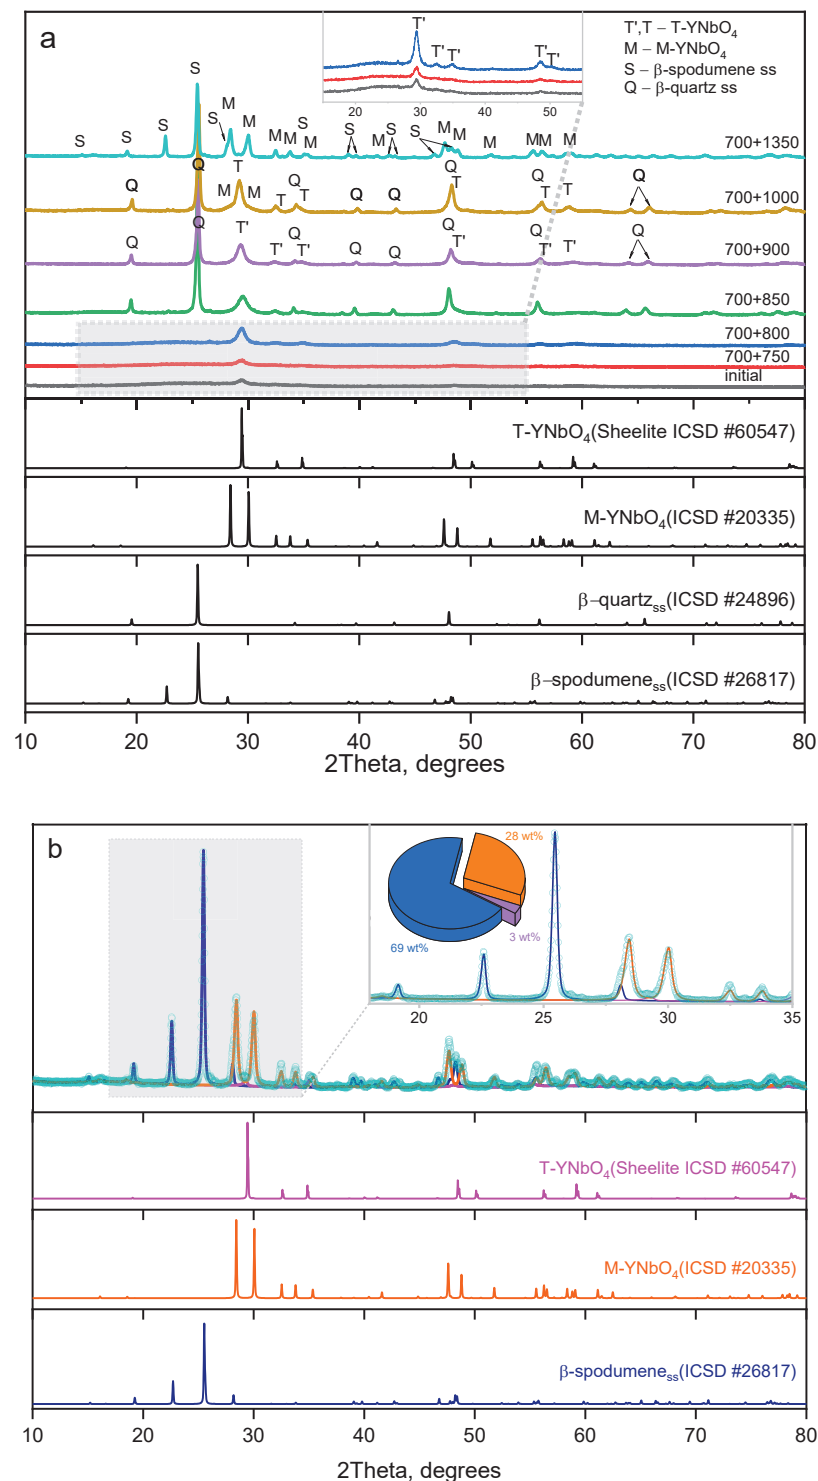 a
T',T – T-YNbO₄
M – M-YNbO₄
S – β-spodumene ss
Q – β-quartz ss
T'
T' T' T' T'
20 30 40 50
S
S S S S M M M M S M S M S S M M M M M
700+1350
Q Q M T M T Q T Q Q Q T Q T T Q
700+1000
Q Q T' T' Q T' Q Q Q T' Q T' T' Q
700+900
700+850
700+800
700+750
initial
T-YNbO₄(Sheelite ICSD #60547)
M-YNbO₄(ICSD #20335)
β–quartzss(ICSD #24896)
β–spodumeness(ICSD #26817)
10 20 30 40 50 60 70 80
2Theta, degrees
b
28 wt%
3 wt%
69 wt%
20 25 30 35
T-YNbO₄(Sheelite ICSD #60547)
M-YNbO₄(ICSD #20335)
β-spodumeness(ICSD #26817)
10 20 30 40 50 60 70 80
2Theta, degrees